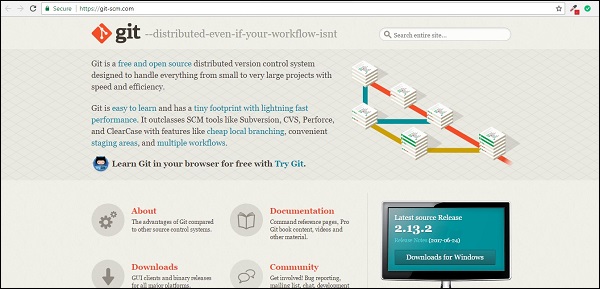 Secure https://git-scm.com
git --distributed-even-if-your-workflow-isnt
Search entire site...
Git is a free and open source distributed version control system
designed to handle everything from small to very large projects with
speed and efficiency.
Git is easy to learn and has a tiny footprint with lightning fast
performance. It outclasses SCM tools like Subversion, CVS, Perforce,
and ClearCase with features like cheap local branching, convenient
staging areas, and multiple workflows.
Learn Git in your browser for free with Try Git.
About
The advantages of Git compared
to other source control systems.
Documentation
Command reference pages, Pro
Git book content, videos and
other material.
Downloads
GUI clients and binary releases
for all major platforms.
Community
Get involved! Bug reporting,
mailing list, chat, development
Latest source Release
2.13.2
Release Notes (2017-06-24)
Downloads for Windows